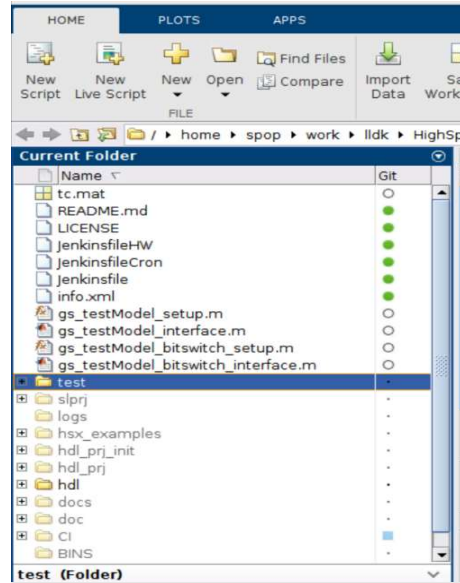 HOME PLOTS APPS
New Script
New Live Script
New
Open
Find Files
Compare
Import Data
FILE
/ home spop work lldk HighSp
Current Folder
Name Git
tc.mat
README.md
LICENSE
JenkinsfileHW
JenkinsfileCron
Jenkinsfile
info.xml
gs_testModel_setup.m
gs_testModel_interface.m
gs_testModel_bitswitch_setup.m
gs_testModel_bitswitch_interface.m
test
slprj
logs
hsx_examples
hdl_prj_init
hdl_prj
hdl
docs
doc
CI
BINS
test (Folder)